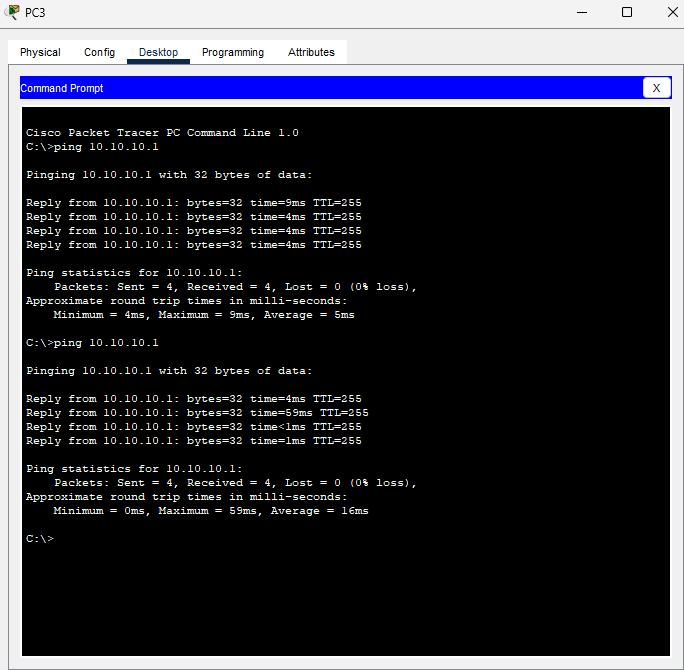 PC3
Physical Config Desktop Programming Attributes
Command Prompt X
Cisco Packet Tracer PC Command Line 1.0
C:\>ping 10.10.10.1
Pinging 10.10.10.1 with 32 bytes of data:
Reply from 10.10.10.1: bytes=32 time=9ms TTL=255
Reply from 10.10.10.1: bytes=32 time=4ms TTL=255
Reply from 10.10.10.1: bytes=32 time=4ms TTL=255
Reply from 10.10.10.1: bytes=32 time=4ms TTL=255
Ping statistics for 10.10.10.1:
    Packets: Sent = 4, Received = 4, Lost = 0 (0% loss),
Approximate round trip times in milli-seconds:
    Minimum = 4ms, Maximum = 9ms, Average = 5ms
C:\>ping 10.10.10.1
Pinging 10.10.10.1 with 32 bytes of data:
Reply from 10.10.10.1: bytes=32 time=4ms TTL=255
Reply from 10.10.10.1: bytes=32 time=59ms TTL=255
Reply from 10.10.10.1: bytes=32 time<1ms TTL=255
Reply from 10.10.10.1: bytes=32 time=1ms TTL=255
Ping statistics for 10.10.10.1:
    Packets: Sent = 4, Received = 4, Lost = 0 (0% loss),
Approximate round trip times in milli-seconds:
    Minimum = 0ms, Maximum = 59ms, Average = 16ms
C:\>